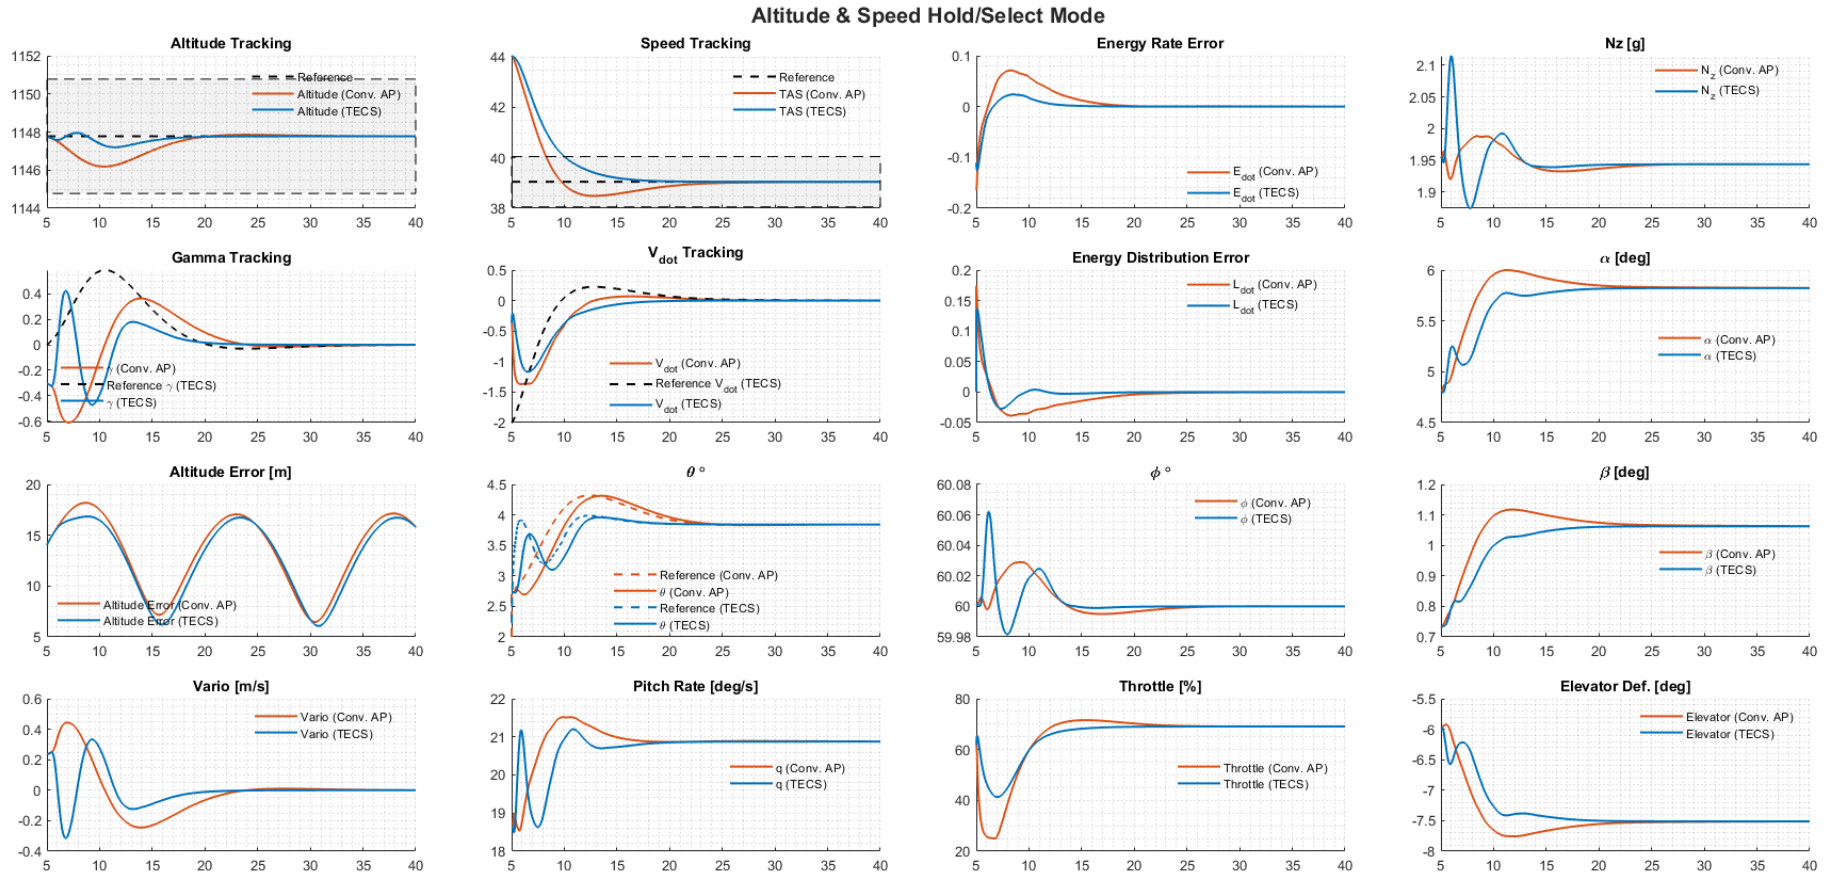 Altitude & Speed Hold/Select Mode
Altitude Tracking
1152
1150
1148
1146
1144
Reference
Altitude (Conv. AP)
Altitude (TECS)
5 10 15 20 25 30 35 40
Speed Tracking
44
42
40
38
Reference
TAS (Conv. AP)
TAS (TECS)
5 10 15 20 25 30 35 40
Energy Rate Error
0.1
0
-0.1
-0.2
E_dot (Conv. AP)
E_dot (TECS)
5 10 15 20 25 30 35 40
Nz [g]
2.1
2.05
2
1.95
1.9
N_z (Conv. AP)
N_z (TECS)
5 10 15 20 25 30 35 40
Gamma Tracking
0.4
0.2
0
-0.2
-0.4
-0.6
γ (Conv. AP)
Reference γ (TECS)
γ (TECS)
5 10 15 20 25 30 35 40
V_dot Tracking
0.5
0
-0.5
-1
-1.5
-2
V_dot (Conv. AP)
Reference V_dot (TECS)
V_dot (TECS)
5 10 15 20 25 30 35 40
Energy Distribution Error
0.2
0.15
0.1
0.05
0
-0.05
L_dot (Conv. AP)
L_dot (TECS)
5 10 15 20 25 30 35 40
α [deg]
6
5.5
5
4.5
α (Conv. AP)
α (TECS)
5 10 15 20 25 30 35 40
Altitude Error [m]
20
15
10
5
Altitude Error (Conv. AP)
Altitude Error (TECS)
5 10 15 20 25 30 35 40
θ °
4.5
4
3.5
3
2.5
2
Reference (Conv. AP)
θ (Conv. AP)
Reference (TECS)
θ (TECS)
5 10 15 20 25 30 35 40
ϕ °
60.08
60.06
60.04
60.02
60
59.98
ϕ (Conv. AP)
ϕ (TECS)
5 10 15 20 25 30 35 40
β [deg]
1.2
1.1
1
0.9
0.8
0.7
β (Conv. AP)
β (TECS)
5 10 15 20 25 30 35 40
Vario [m/s]
0.6
0.4
0.2
0
-0.2
-0.4
Vario (Conv. AP)
Vario (TECS)
5 10 15 20 25 30 35 40
Pitch Rate [deg/s]
22
21
20
19
18
q (Conv. AP)
q (TECS)
5 10 15 20 25 30 35 40
Throttle [%]
80
60
40
20
Throttle (Conv. AP)
Throttle (TECS)
5 10 15 20 25 30 35 40
Elevator Def. [deg]
-5.5
-6
-6.5
-7
-7.5
-8
Elevator (Conv. AP)
Elevator (TECS)
5 10 15 20 25 30 35 40